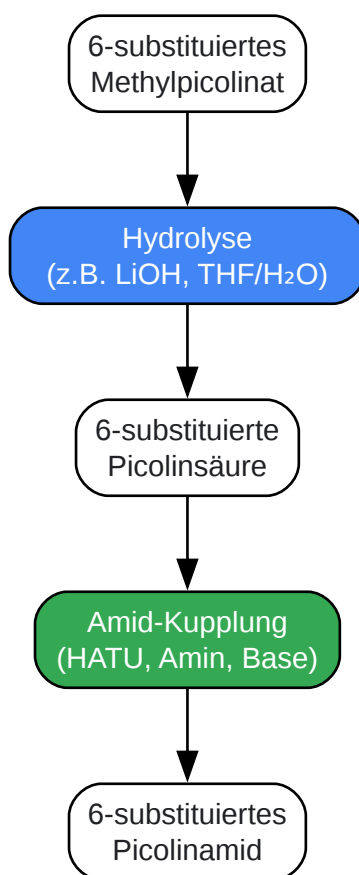 6-substituiertes
Methylpicolinat
Hydrolyse
(z.B. LiOH, THF/H₂O)
6-substituierte
Picolinsäure
Amid-Kupplung
(HATU, Amin, Base)
6-substituiertes
Picolinamid